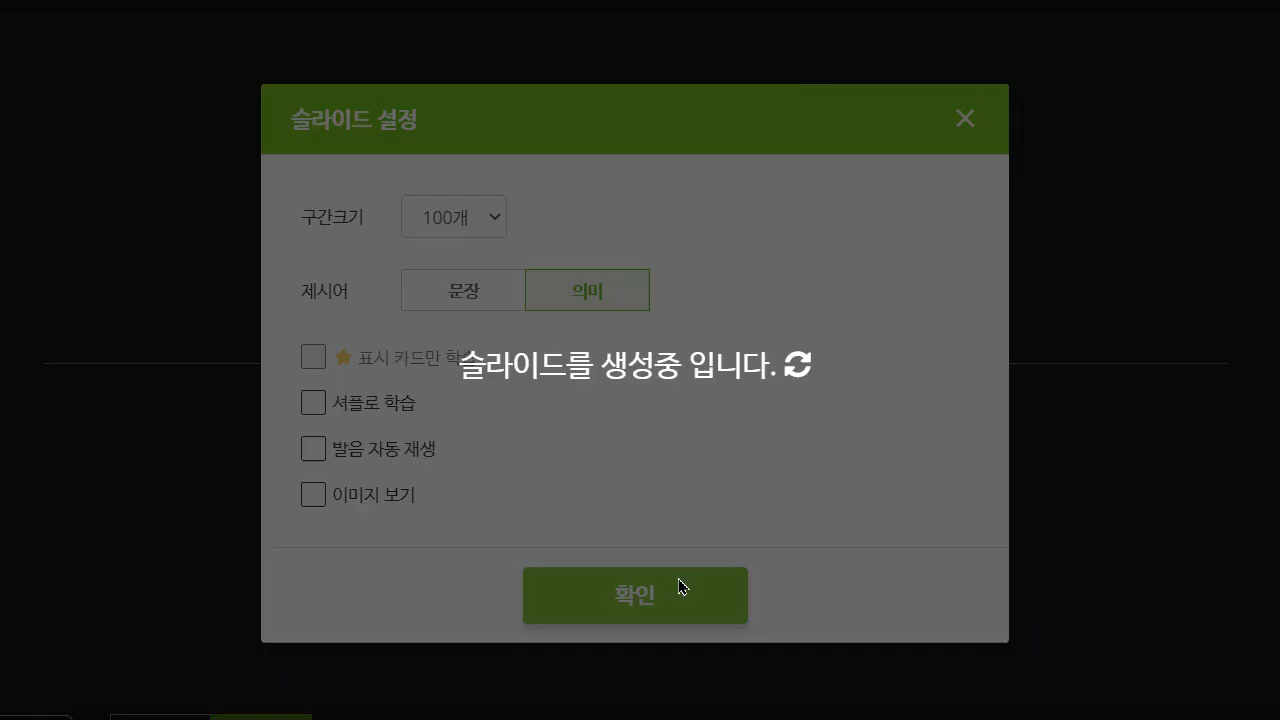 슬라이드 설정
구간크기 100개
제시어 문장 의미
표시 카드만 학습
슬라이드를 생성중 입니다.
셔플로 학습
발음 자동 재생
이미지 보기
확인